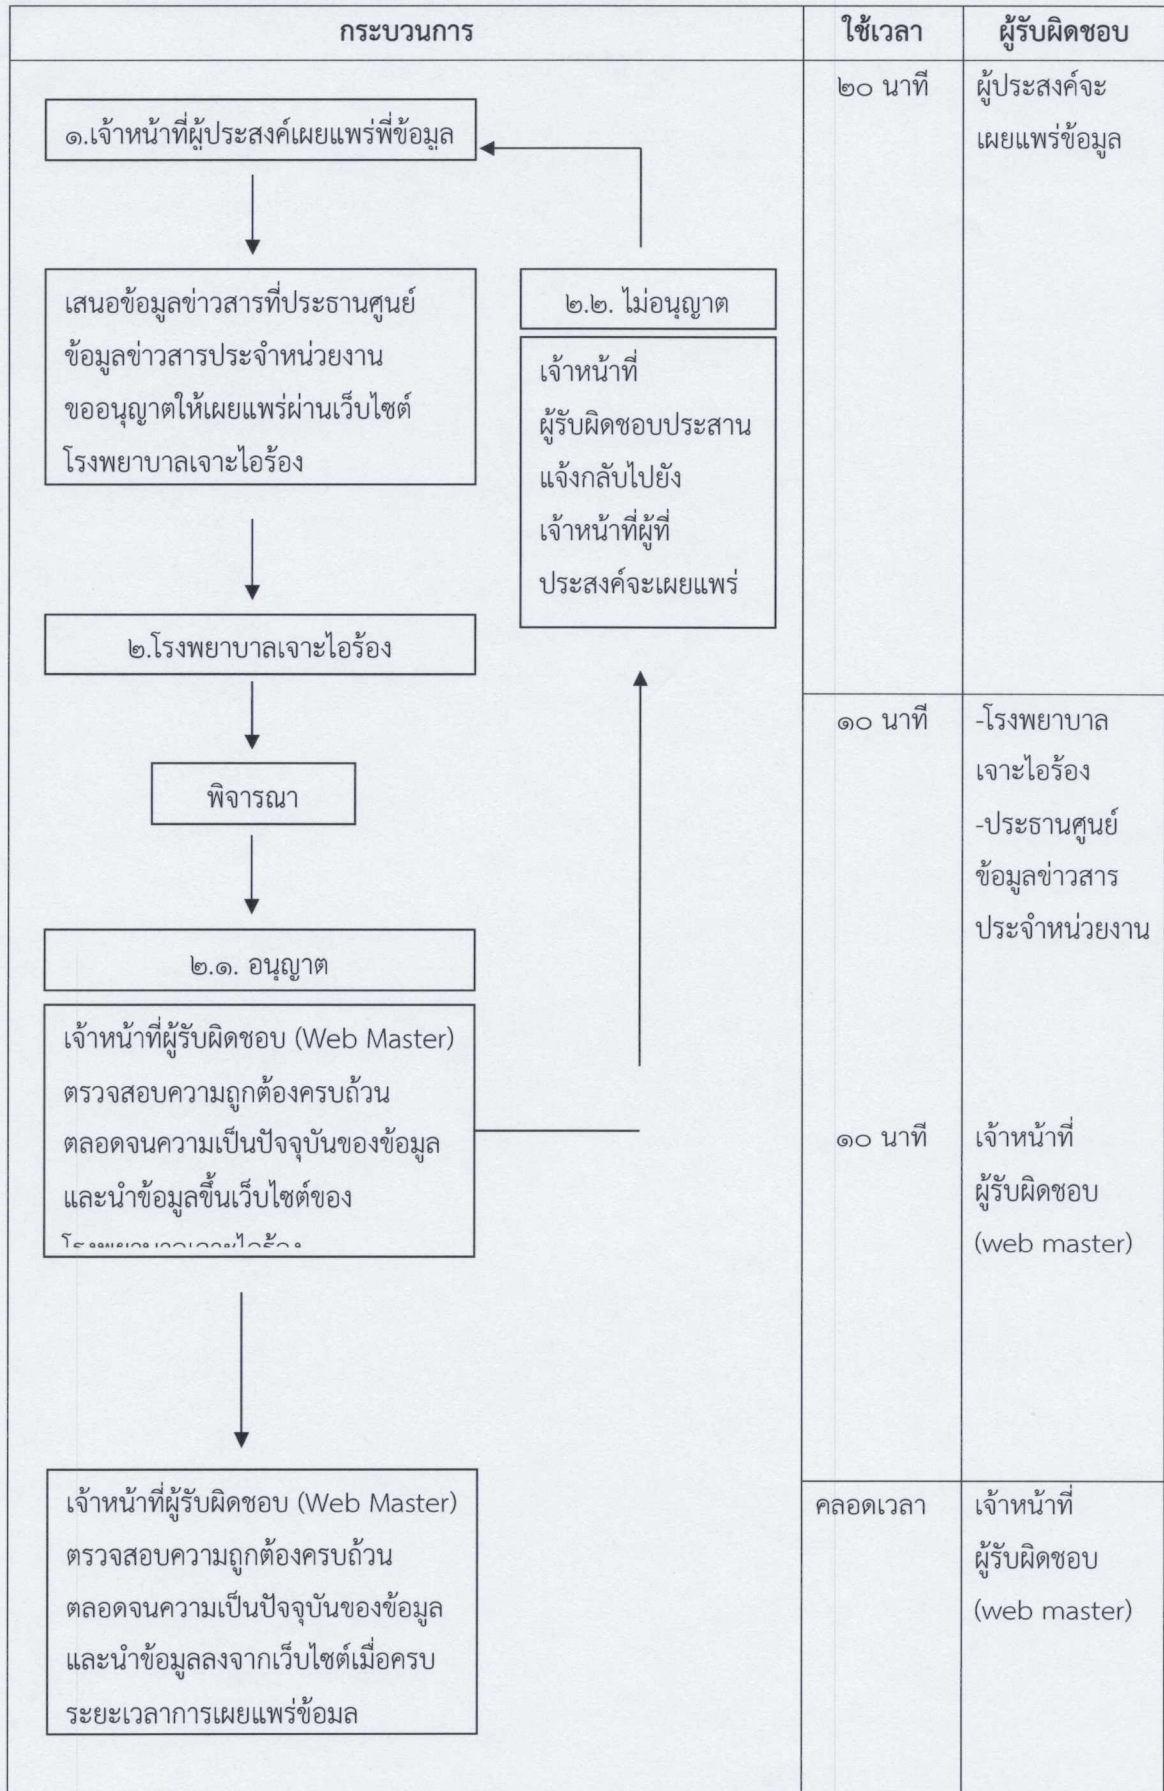 กระบวนการ
ใช้เวลา
ผู้รับผิดชอบ
๑.เจ้าหน้าที่ผู้ประสงค์เผยแพร่พี่ข้อมูล
๒๐ นาที
ผู้ประสงค์จะ
เผยแพร่ข้อมูล
เสนอข้อมูลข่าวสารที่ประธานศูนย์
ข้อมูลข่าวสารประจำหน่วยงาน
ขออนุญาตให้เผยแพร่ผ่านเว็บไซต์
โรงพยาบาลเจาะไอร้อง
๒.๒. ไม่อนุญาต
เจ้าหน้าที่
ผู้รับผิดชอบประสาน
แจ้งกลับไปยัง
เจ้าหน้าที่ผู้ที่
ประสงค์จะเผยแพร่
๒.โรงพยาบาลเจาะไอร้อง
พิจารณา
๑๐ นาที
-โรงพยาบาล
เจาะไอร้อง
-ประธานศูนย์
ข้อมูลข่าวสาร
ประจำหน่วยงาน
๒.๑. อนุญาต
เจ้าหน้าที่ผู้รับผิดชอบ (Web Master)
ตรวจสอบความถูกต้องครบถ้วน
ตลอดจนความเป็นปัจจุบันของข้อมูล
และนำข้อมูลขึ้นเว็บไซต์ของ
โรงพยาบาลเจาะไอร้อง
๑๐ นาที
เจ้าหน้าที่
ผู้รับผิดชอบ
(web master)
เจ้าหน้าที่ผู้รับผิดชอบ (Web Master)
ตรวจสอบความถูกต้องครบถ้วน
ตลอดจนความเป็นปัจจุบันของข้อมูล
และนำข้อมูลลงจากเว็บไซต์เมื่อครบ
ระยะเวลาการเผยแพร่ข้อมูล
คลอดเวลา
เจ้าหน้าที่
ผู้รับผิดชอบ
(web master)